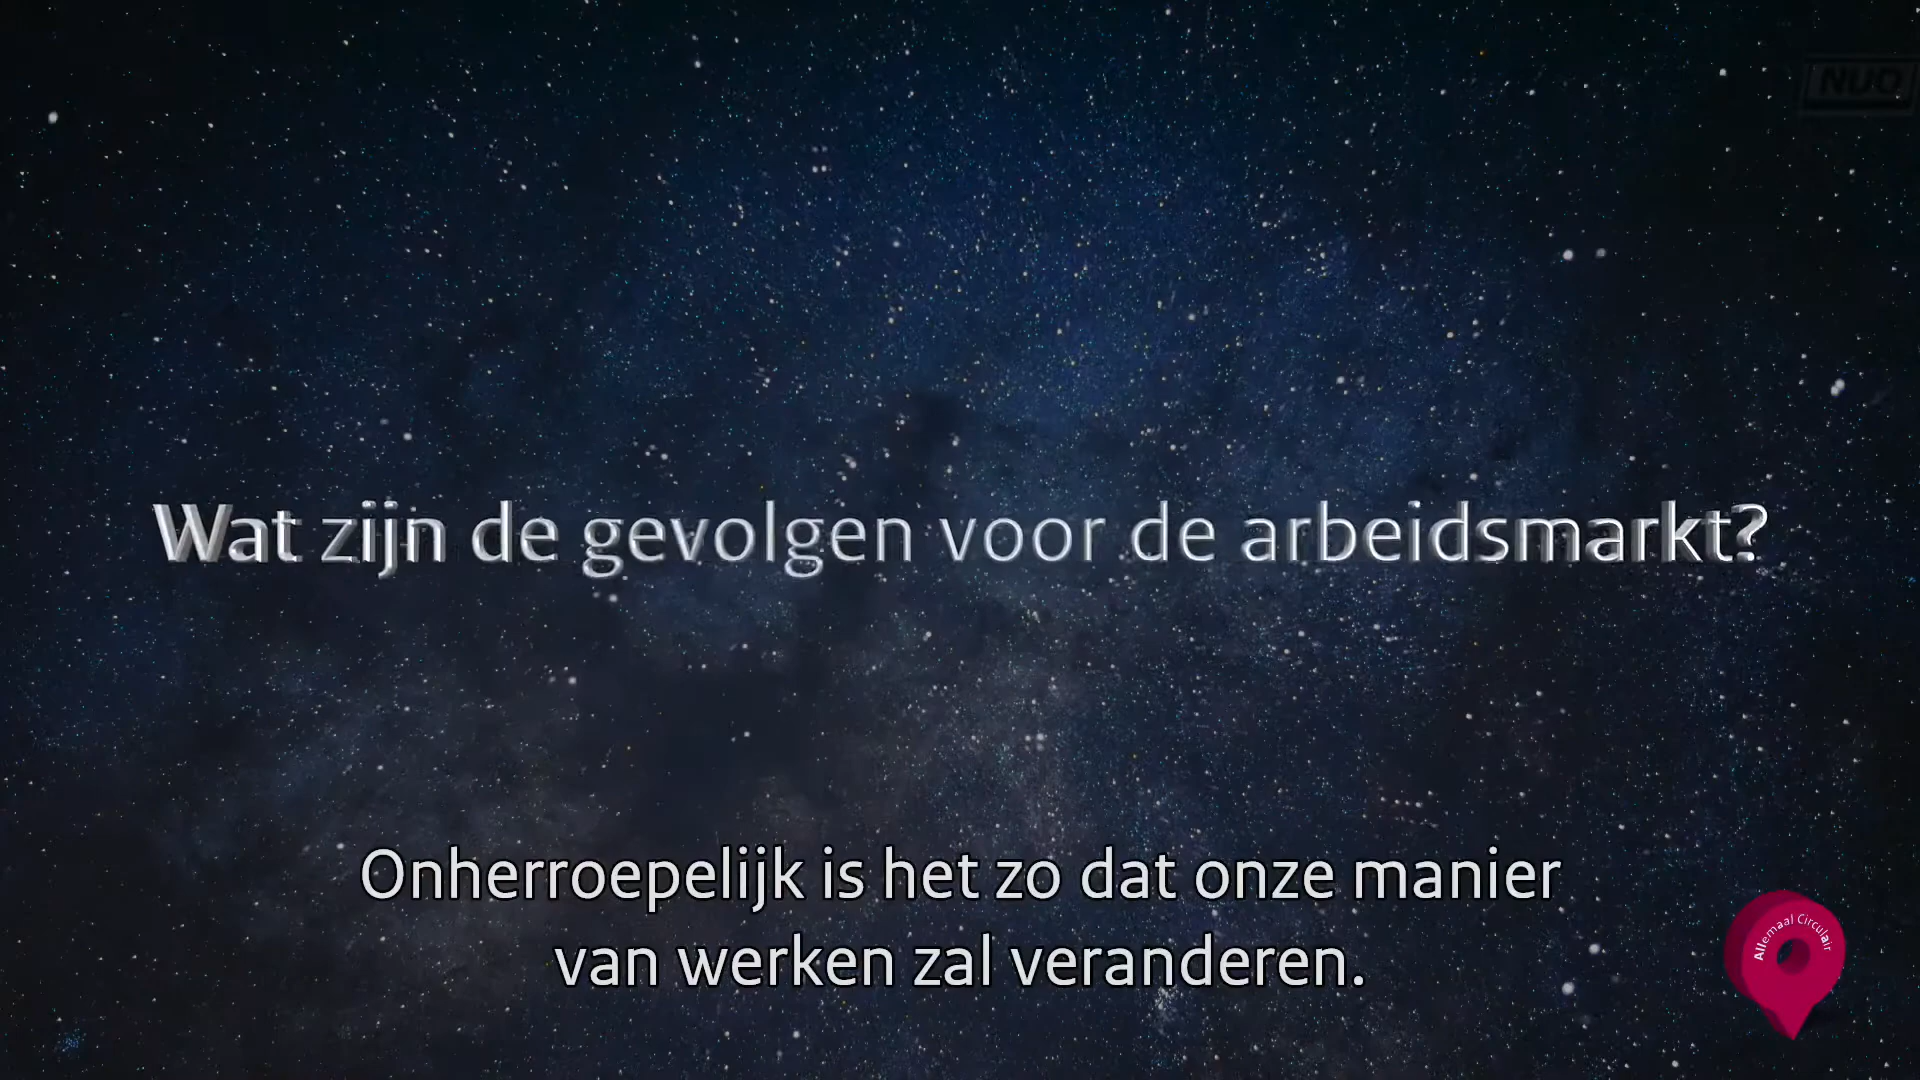 NUO
Wat zijn de gevolgen voor de arbeidsmarkt?
Onherroepelijk is het zo dat onze manier
van werken zal veranderen.
Allemaal Circulair